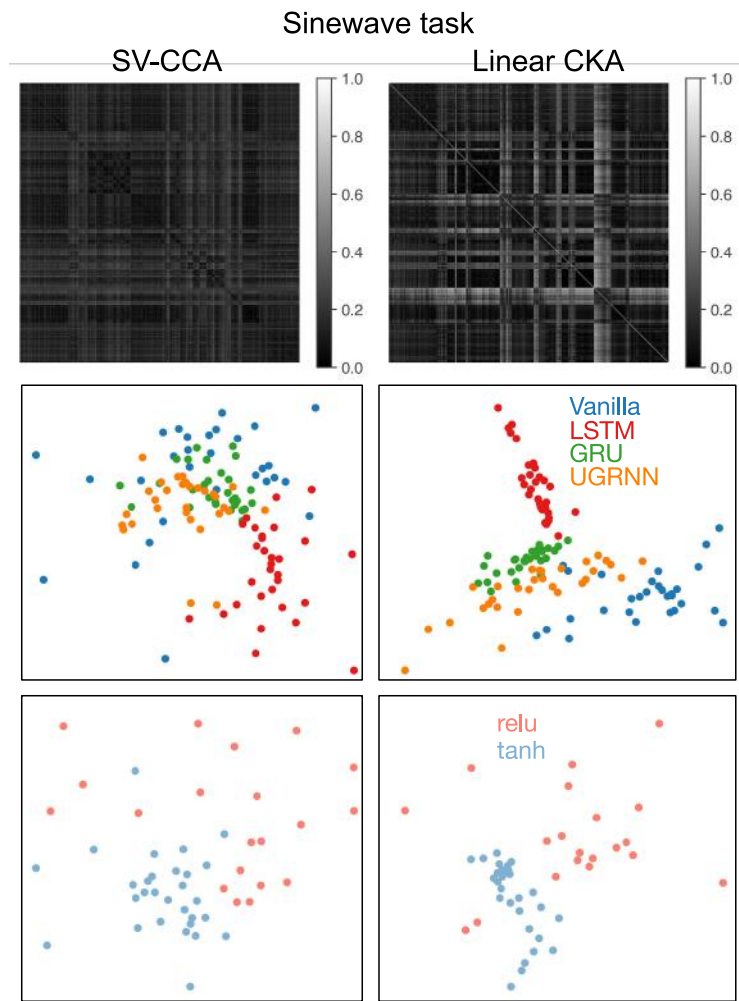 Sinewave task
SV-CCA
Linear CKA
1.0
0.8
0.6
0.4
0.2
0.0
1.0
0.8
0.6
0.4
0.2
0.0
Vanilla
LSTM
GRU
UGRNN
relu
tanh